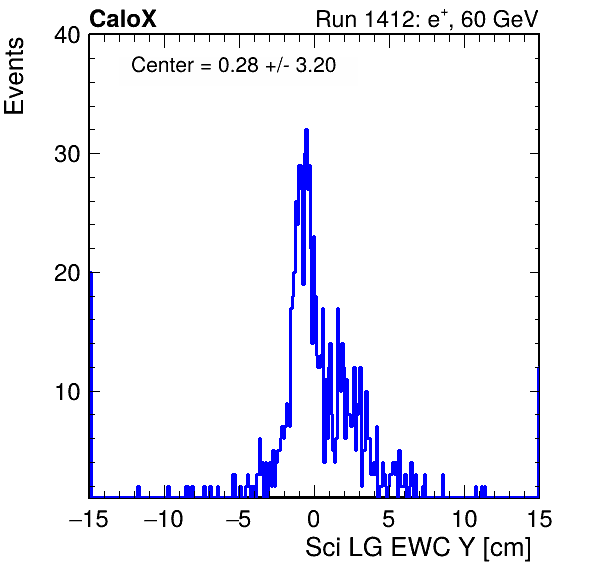 CaloX Run 1412: e⁺, 60 GeV
Center = 0.28 +/- 3.20
Events
40
30
20
10
−15 −10 −5 0 5 10 15
Sci LG EWC Y [cm]